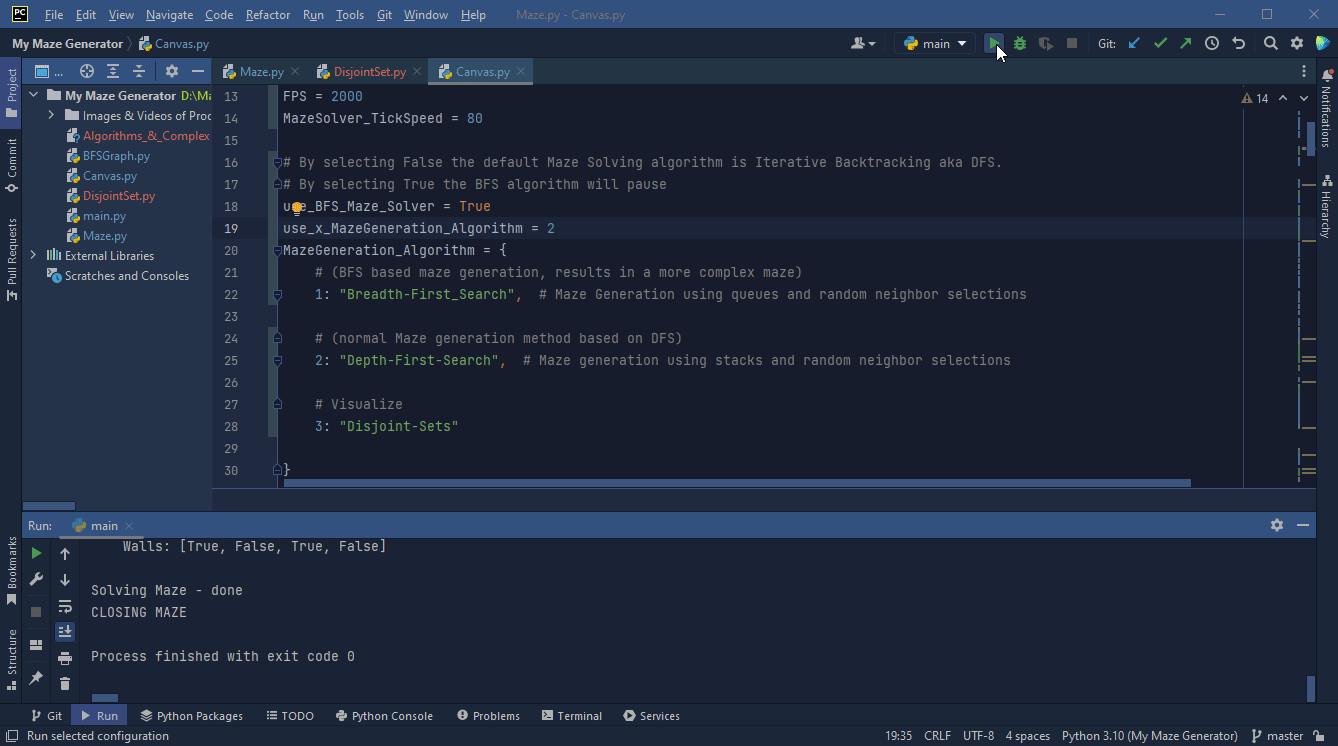 PC File Edit View Navigate Code Refactor Run Tools Git Window Help Maze.py - Canvas.py
My Maze Generator Canvas.py main Git:
Project
... Maze.py DisjointSet.py Canvas.py
My Maze Generator D:\Ma
Images & Videos of Proc
Algorithms_&_Complex
BFSGraph.py
Canvas.py
DisjointSet.py
main.py
Maze.py
External Libraries
Scratches and Consoles
Commit
Pull Requests
13 FPS = 2000
14 MazeSolver_TickSpeed = 80
15
16 # By selecting False the default Maze Solving algorithm is Iterative Backtracking aka DFS.
17 # By selecting True the BFS algorithm will pause
18 use_BFS_Maze_Solver = True
19 use_x_MazeGeneration_Algorithm = 2
20 MazeGeneration_Algorithm = {
21 # (BFS based maze generation, results in a more complex maze)
22 1: "Breadth-First_Search", # Maze Generation using queues and random neighbor selections
23
24 # (normal Maze generation method based on DFS)
25 2: "Depth-First-Search", # Maze generation using stacks and random neighbor selections
26
27 # Visualize
28 3: "Disjoint-Sets"
29
30 }
14
Notifications
Hierarchy
Run: main
Walls: [True, False, True, False]
Solving Maze - done
CLOSING MAZE
Process finished with exit code 0
Bookmarks
Structure
Git Run Python Packages TODO Python Console Problems Terminal Services
Run selected configuration 19:35 CRLF UTF-8 4 spaces Python 3.10 (My Maze Generator) master